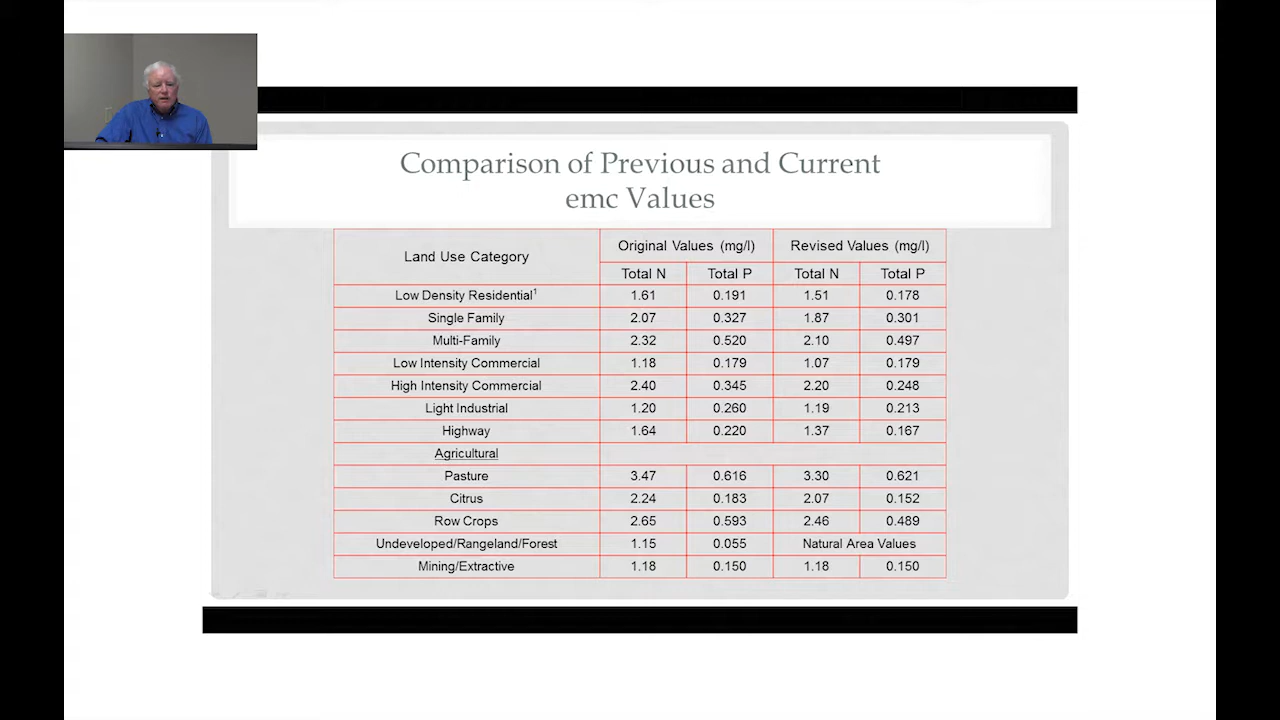 Comparison of Previous and Current
emc Values
Land Use Category Original Values (mg/l) Revised Values (mg/l)
Total N Total P Total N Total P
Low Density Residential¹ 1.61 0.191 1.51 0.178
Single Family 2.07 0.327 1.87 0.301
Multi-Family 2.32 0.520 2.10 0.497
Low Intensity Commercial 1.18 0.179 1.07 0.179
High Intensity Commercial 2.40 0.345 2.20 0.248
Light Industrial 1.20 0.260 1.19 0.213
Highway 1.64 0.220 1.37 0.167
Agricultural
Pasture 3.47 0.616 3.30 0.621
Citrus 2.24 0.183 2.07 0.152
Row Crops 2.65 0.593 2.46 0.489
Undeveloped/Rangeland/Forest 1.15 0.055 Natural Area Values
Mining/Extractive 1.18 0.150 1.18 0.150